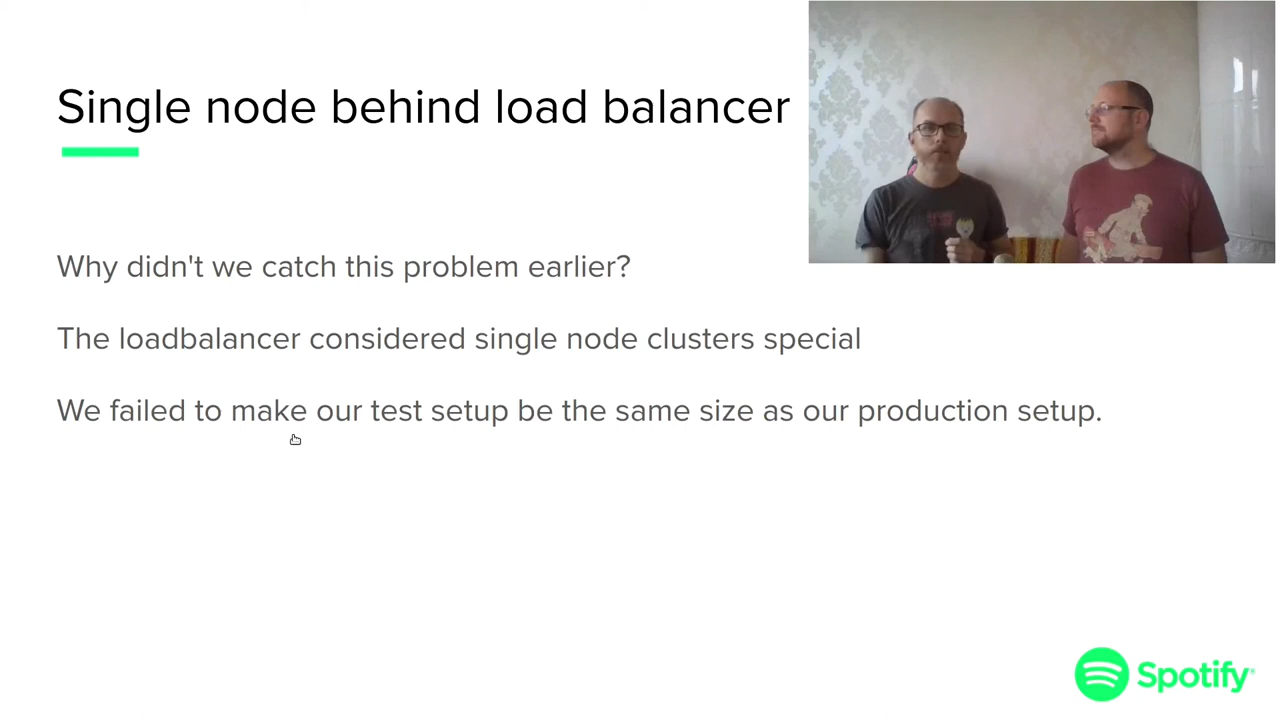 Single node behind load balancer
Why didn't we catch this problem earlier?
The loadbalancer considered single node clusters special
We failed to make our test setup be the same size as our production setup.
Spotify